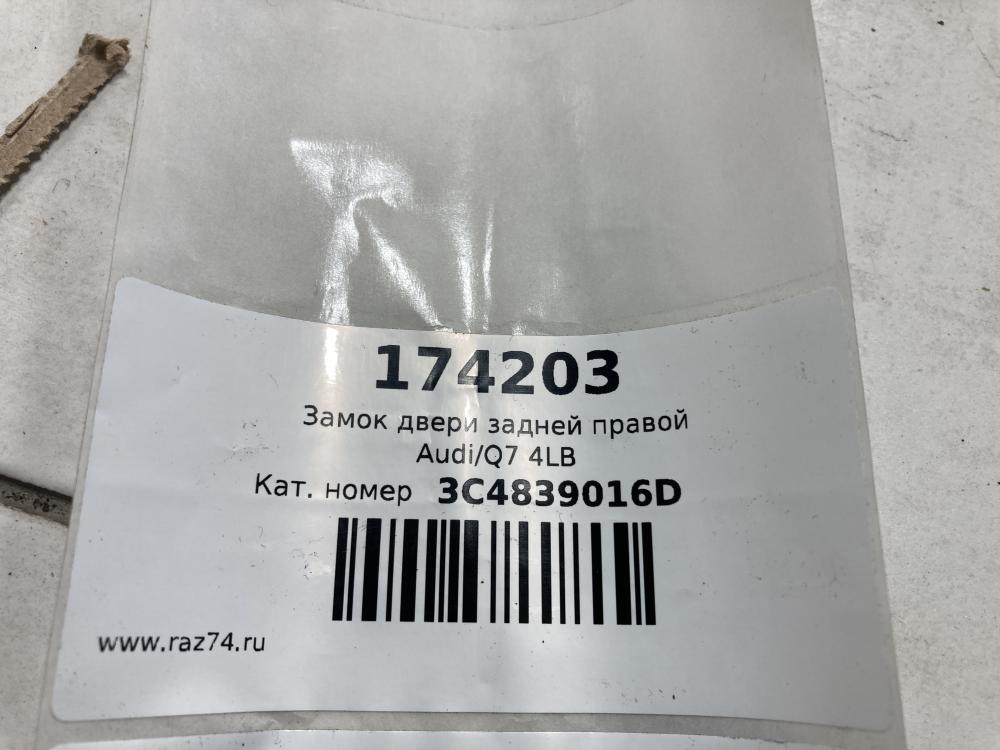 174203
Замок двери задней правой
Audi/Q7 4LB
Кат. номер 3C4839016D
www.raz74.ru